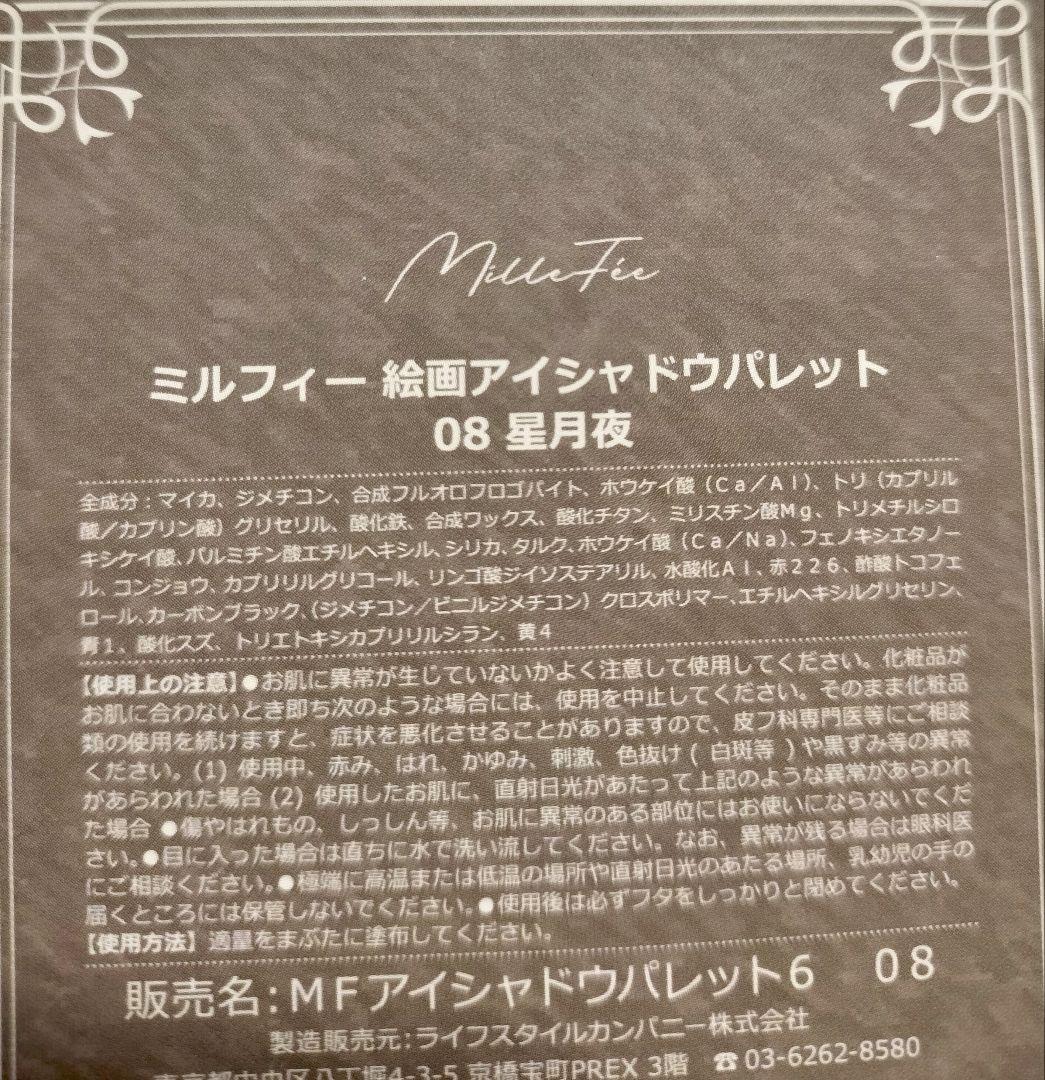 MilleFée
ミルフィー 絵画アイシャドウパレット
08 星月夜
全成分：マイカ、ジメチコン、合成フルオロフロゴパイト、ホウケイ酸（Ca／Al）、トリ（カプリル
酸／カプリン酸）グリセリル、酸化鉄、合成ワックス、酸化チタン、ミリスチン酸Mg、トリメチルシロ
キシケイ酸、パルミチン酸エチルヘキシル、シリカ、タルク、ホウケイ酸（Ca／Na）、フェノキシエタノー
ル、コンジョウ、カプリリルグリコール、リンゴ酸ジイソステアリル、水酸化Al、赤226、酢酸トコフェ
ロール、カーボンブラック、（ジメチコン／ビニルジメチコン）クロスポリマー、エチルヘキシルグリセリン、
青1、酸化スズ、トリエトキシカプリリルシラン、黄4
【使用上の注意】●お肌に異常が生じていないかよく注意して使用してください。化粧品が
お肌に合わないとき即ち次のような場合には、使用を中止してください。そのまま化粧品
類の使用を続けますと、症状を悪化させることがありますので、皮フ科専門医等にご相談
ください。(1) 使用中、赤み、はれ、かゆみ、刺激、色抜け ( 白斑等 ) や黒ずみ等の異常
があらわれた場合 (2) 使用したお肌に、直射日光があたって上記のような異常があらわれ
た場合 ●傷やはれもの、しっしん等、お肌に異常のある部位にはお使いにならないでくだ
さい。●目に入った場合は直ちに水で洗い流してください。なお、異常が残る場合は眼科医
にご相談ください。●極端に高温または低温の場所や直射日光のあたる場所、乳幼児の手の
届くところには保管しないでください。●使用後は必ずフタをしっかりと閉めてください。
【使用方法】適量をまぶたに塗布してください。
販売名：MFアイシャドウパレット6 08
製造販売元：ライフスタイルカンパニー株式会社
東京都中央区八丁堀4-3-5 京橋宝町PREX 3階 ☎03-6262-8580